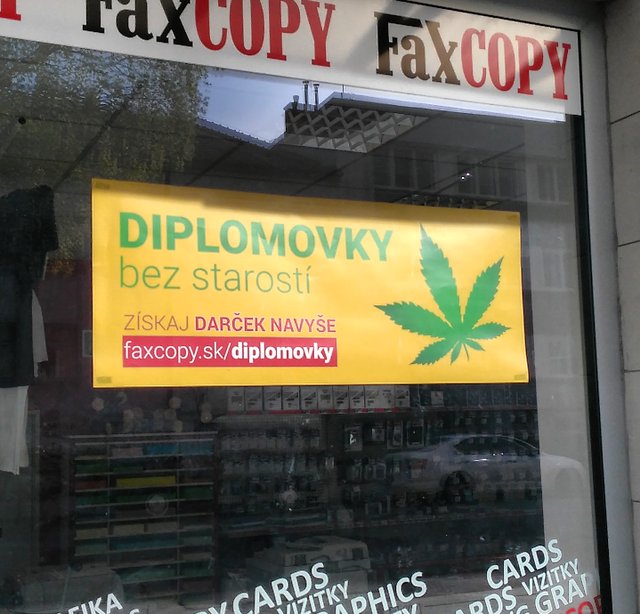 FaxCOPY FaxCOPY
DIPLOMOVKY
bez starostí
ZÍSKAJ DARČEK NAVYŠE
faxcopy.sk/diplomovky
CARDS
CARDS
VIZITKY
VIZITKY